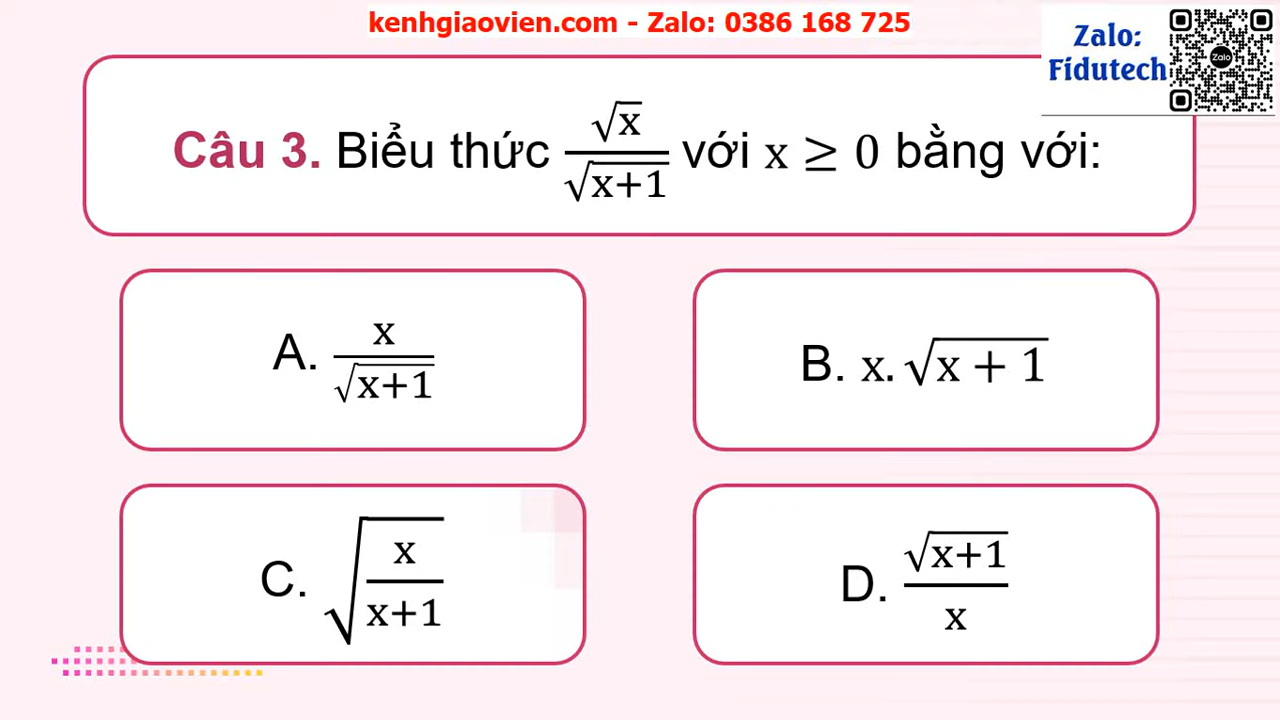 kenhgiaovien.com - Zalo: 0386 168 725
Zalo:
Fidutech
Zalo
Câu 3. Biểu thức √x/√(x+1) với x ≥ 0 bằng với:
A. x/√(x+1)
B. x.√(x + 1)
C. √(x/(x+1))
D. √(x+1)/x